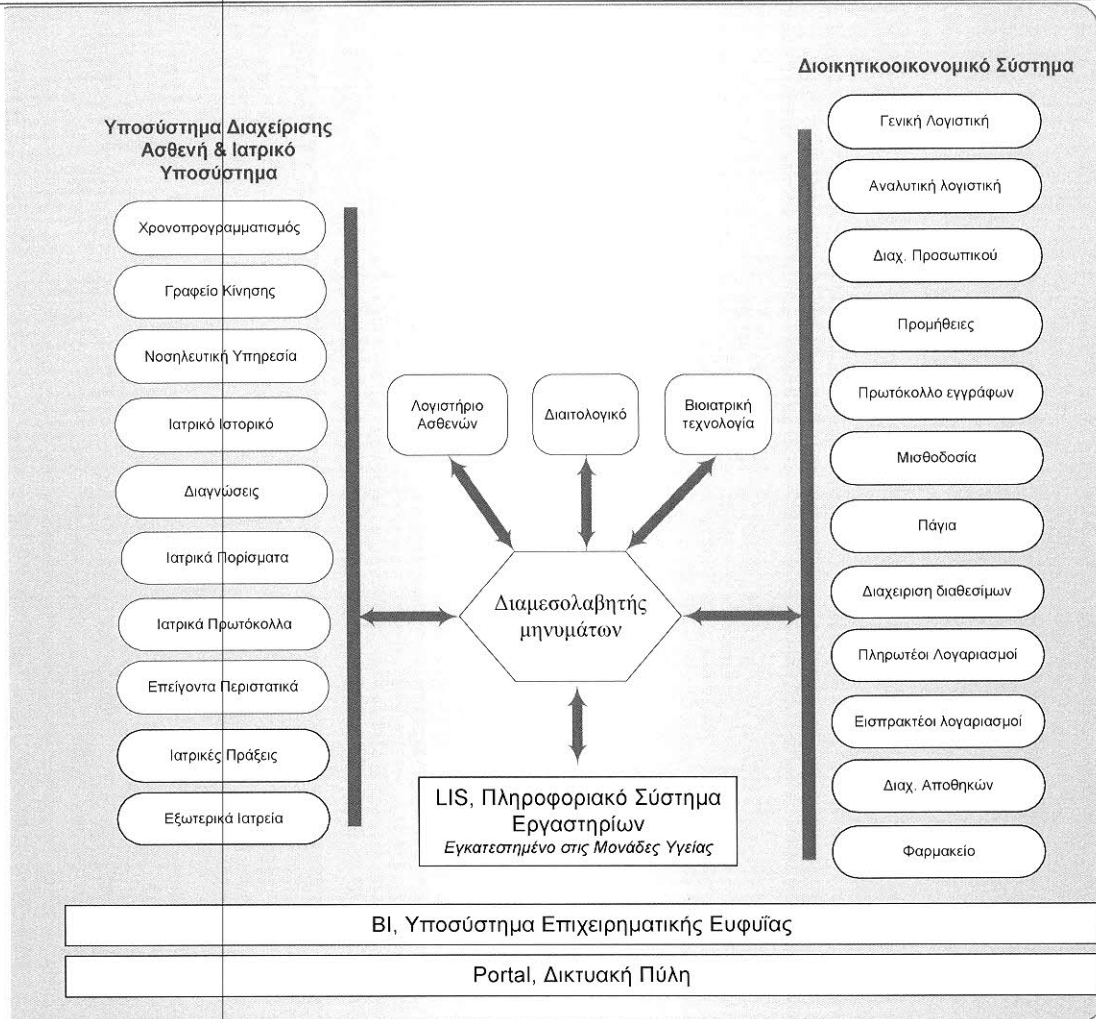 Διοικητικοοικονομικό Σύστημα
Υποσύστημα Διαχείρισης
Ασθενή & Ιατρικό
Υποσύστημα
Χρονοπρογραμματισμός
Γραφείο Κίνησης
Νοσηλευτική Υπηρεσία
Ιατρικό Ιστορικό
Διαγνώσεις
Ιατρικά Πορίσματα
Ιατρικά Πρωτόκολλα
Επείγοντα Περιστατικά
Ιατρικές Πράξεις
Εξωτερικά Ιατρεία
Λογιστήριο
Ασθενών
Διαιτολογικό
Βιοιατρική
τεχνολογία
Διαμεσολαβητής
μηνυμάτων
LIS, Πληροφοριακό Σύστημα
Εργαστηρίων
Εγκατεστημένο στις Μονάδες Υγείας
Γενική Λογιστική
Αναλυτική λογιστική
Διαχ. Προσωπικού
Προμήθειες
Πρωτόκολλο εγγράφων
Μισθοδοσία
Πάγια
Διαχειριση διαθεσίμων
Πληρωτέοι Λογαριασμοί
Εισπρακτέοι λογαριασμοί
Διαχ. Αποθηκών
Φαρμακείο
BI, Υποσύστημα Επιχειρηματικής Ευφυΐας
Portal, Δικτυακή Πύλη